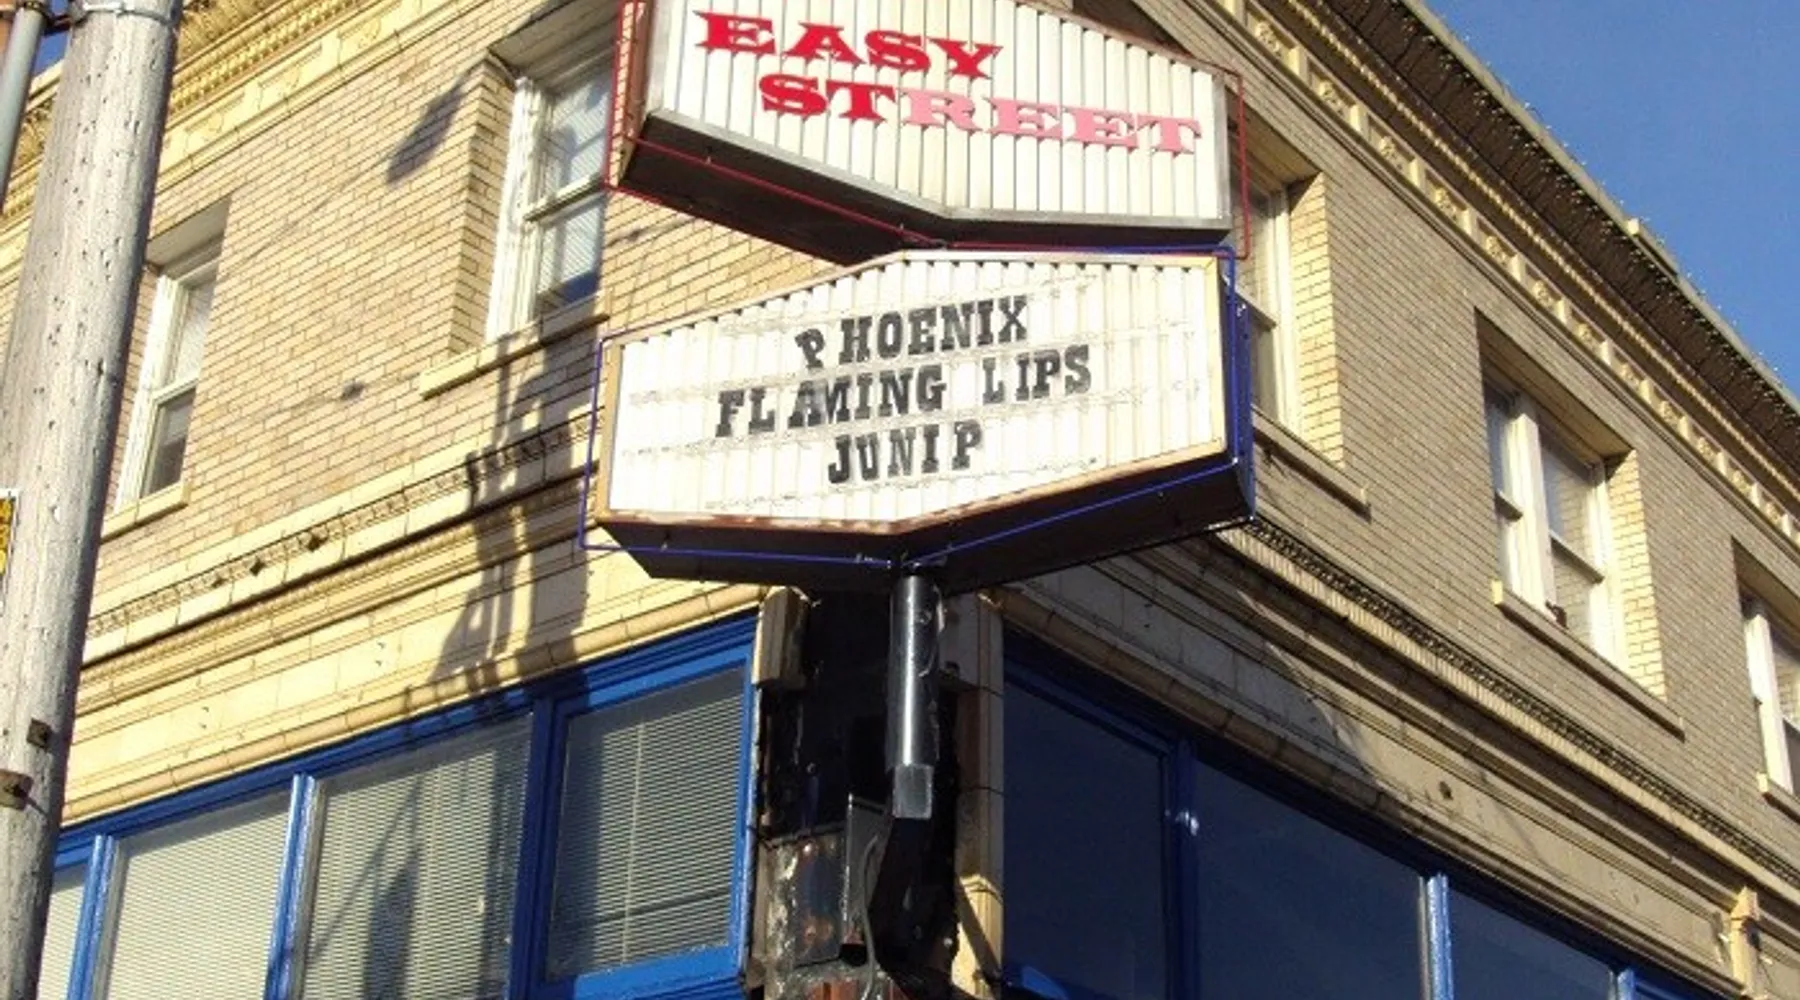 EASY
STREET
PHOENIX
FLAMING LIPS
JUNIP